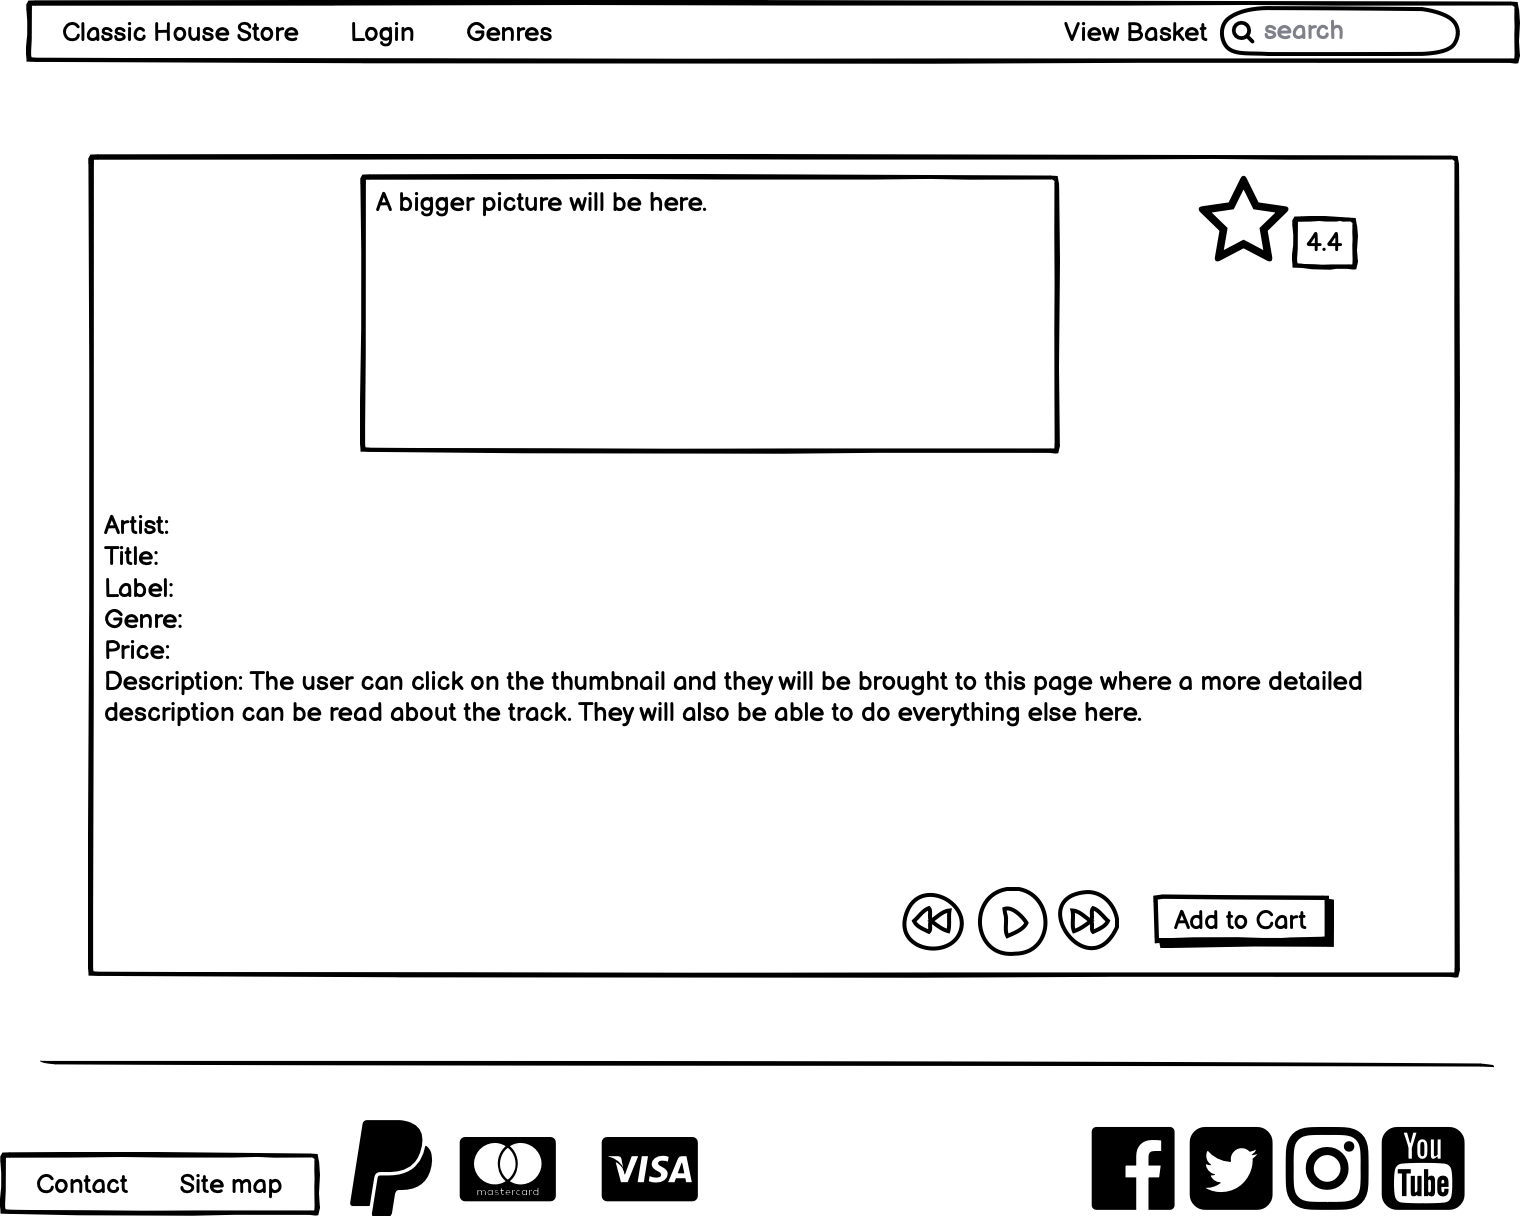 Classic House Store Login Genres View Basket search
A bigger picture will be here.
4.4
Artist:
Title:
Label:
Genre:
Price:
Description: The user can click on the thumbnail and they will be brought to this page where a more detailed
description can be read about the track. They will also be able to do everything else here.
Add to Cart
Contact Site map
mastercard
VISA
You
Tube